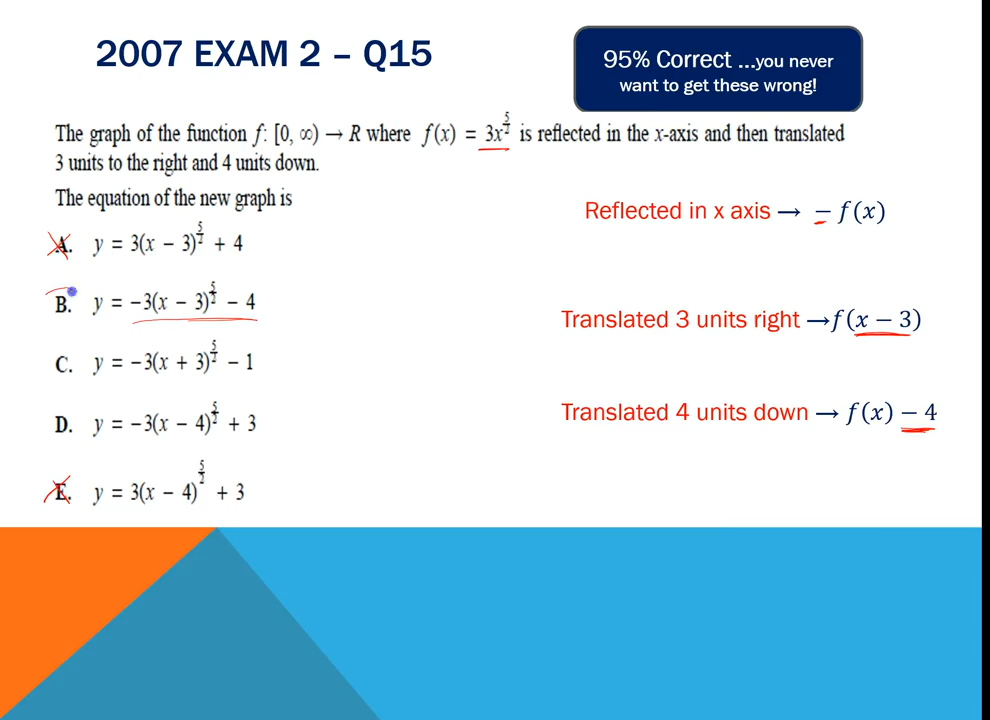 2007 EXAM 2 – Q15
95% Correct ...you never
want to get these wrong!
The graph of the function f: [0, ∞) → R where f(x) = 3x^(5/2) is reflected in the x-axis and then translated
3 units to the right and 4 units down.
The equation of the new graph is
A. y = 3(x − 3)^(5/2) + 4
B. y = −3(x − 3)^(5/2) − 4
C. y = −3(x + 3)^(5/2) − 1
D. y = −3(x − 4)^(5/2) + 3
E. y = 3(x − 4)^(5/2) + 3
Reflected in x axis → − f(x)
Translated 3 units right →f(x − 3)
Translated 4 units down → f(x) − 4